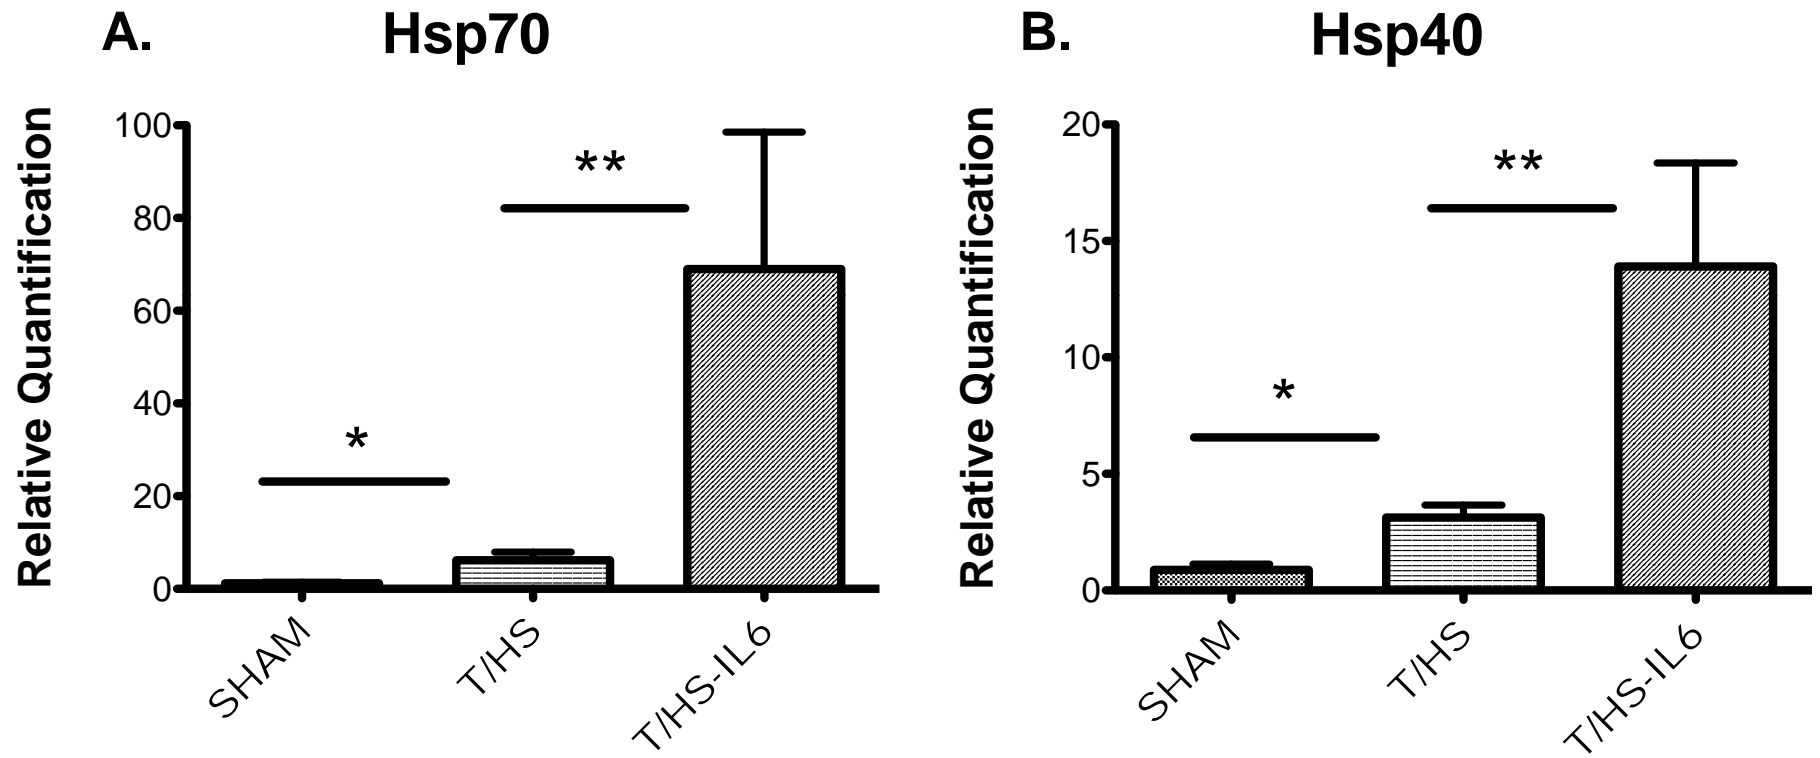 A.
Hsp70
Relative Quantification
100
80
60
40
20
0
**
*
SHAM
T/HS
T/HS-IL6
B.
Hsp40
Relative Quantification
20
15
10
5
0
**
*
SHAM
T/HS
T/HS-IL6